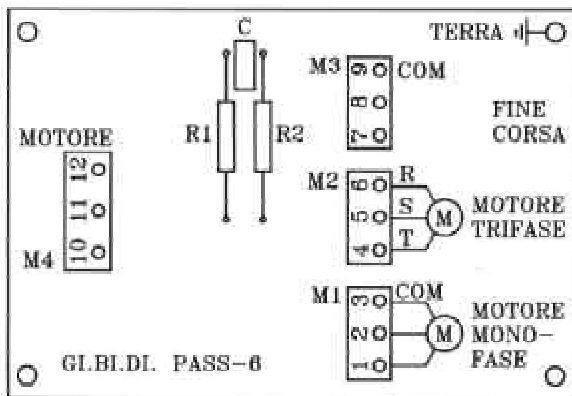 C
TERRA
M3
9 COM
8
7
FINE
CORSA
R1
R2
MOTORE
12
11
10
M4
M2
6 R
5 S
4 T
M
MOTORE
TRIFASE
M1
3 COM
2
1
M
MOTORE
MONO-
FASE
GI.BI.DI. PASS-6